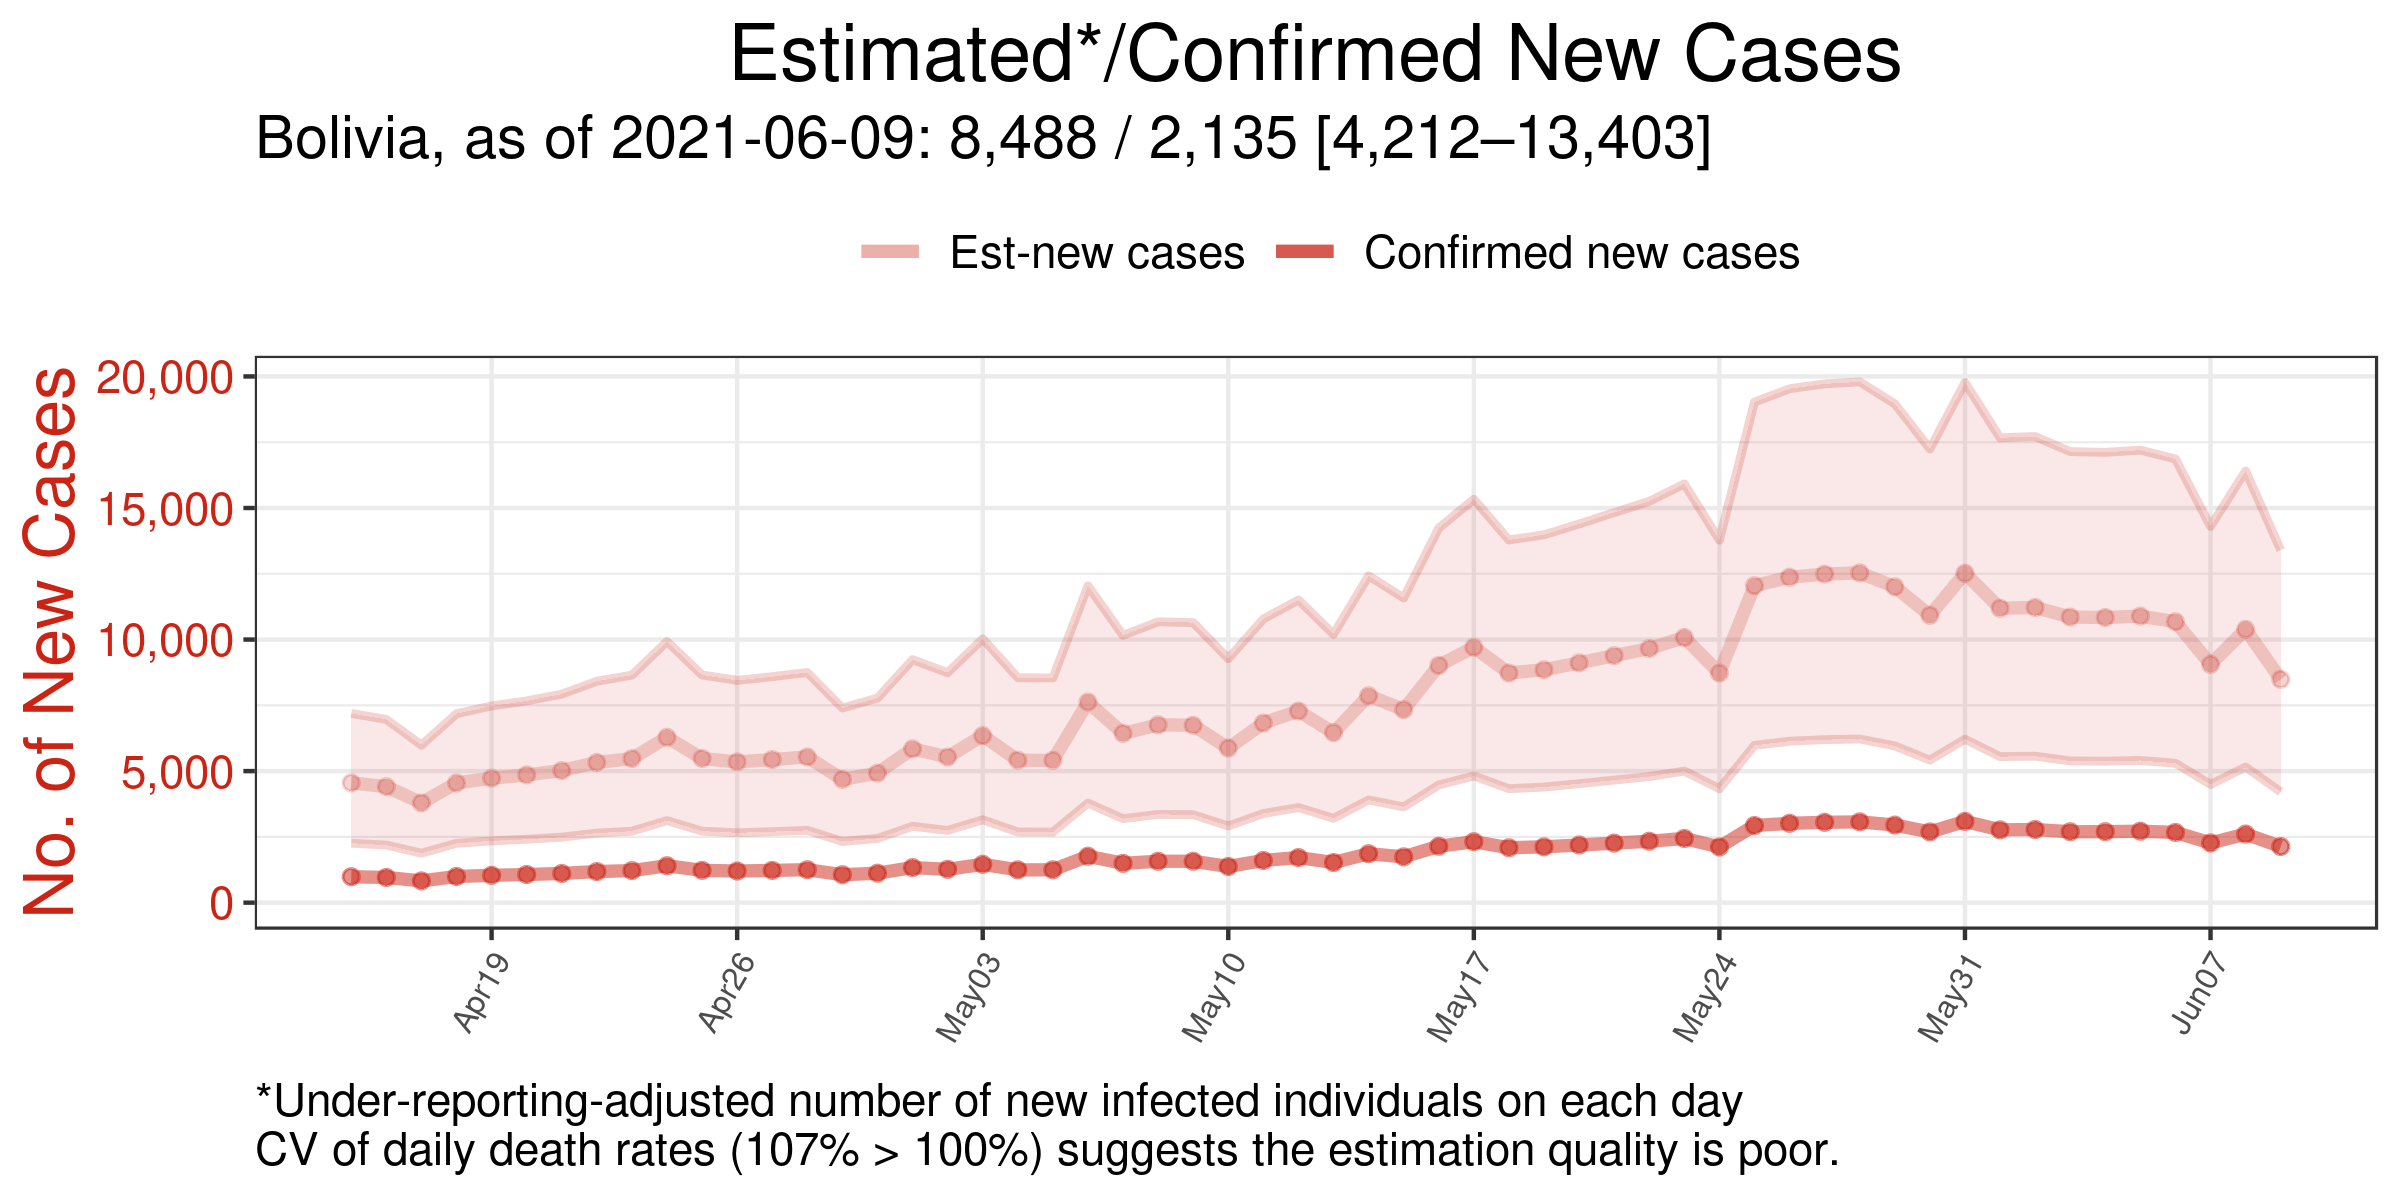 Estimated*/Confirmed New Cases
Bolivia, as of 2021-06-09: 8,488 / 2,135 [4,212–13,403]
Est-new cases
Confirmed new cases
No. of New Cases
20,000
15,000
10,000
5,000
0
Apr19
Apr26
May03
May10
May17
May24
May31
Jun07
*Under-reporting-adjusted number of new infected individuals on each day
CV of daily death rates (107% > 100%) suggests the estimation quality is poor.